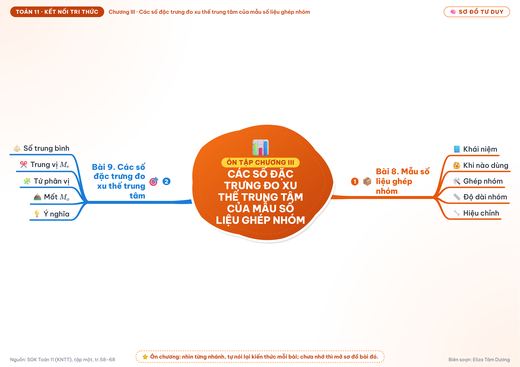 TOÁN 11 · KẾT NỐI TRI THỨC
Chương III · Các số đặc trưng đo xu thế trung tâm của mẫu số liệu ghép nhóm
SƠ ĐỒ TƯ DUY
ÔN TẬP CHƯƠNG III
CÁC SỐ ĐẶC
TRƯNG ĐO XU
THẾ TRUNG TÂM
CỦA MẪU SỐ
LIỆU GHÉP NHÓM
1
Bài 8. Mẫu số
liệu ghép
nhóm
Khái niệm
Khi nào dùng
Ghép nhóm
Độ dài nhóm
Hiệu chỉnh
Bài 9. Các số
đặc trưng đo
xu thế trung
tâm
2
Số trung bình
Trung vị Mₑ
Tứ phân vị
Mốt Mₒ
Ý nghĩa
Ôn chương: nhìn từng nhánh, tự nói lại kiến thức mỗi bài; chưa nhớ thì mở sơ đồ bài đó.
Nguồn: SGK Toán 11 (KNTT), tập một, tr.58–68
Biên soạn: Eliza Tâm Dương